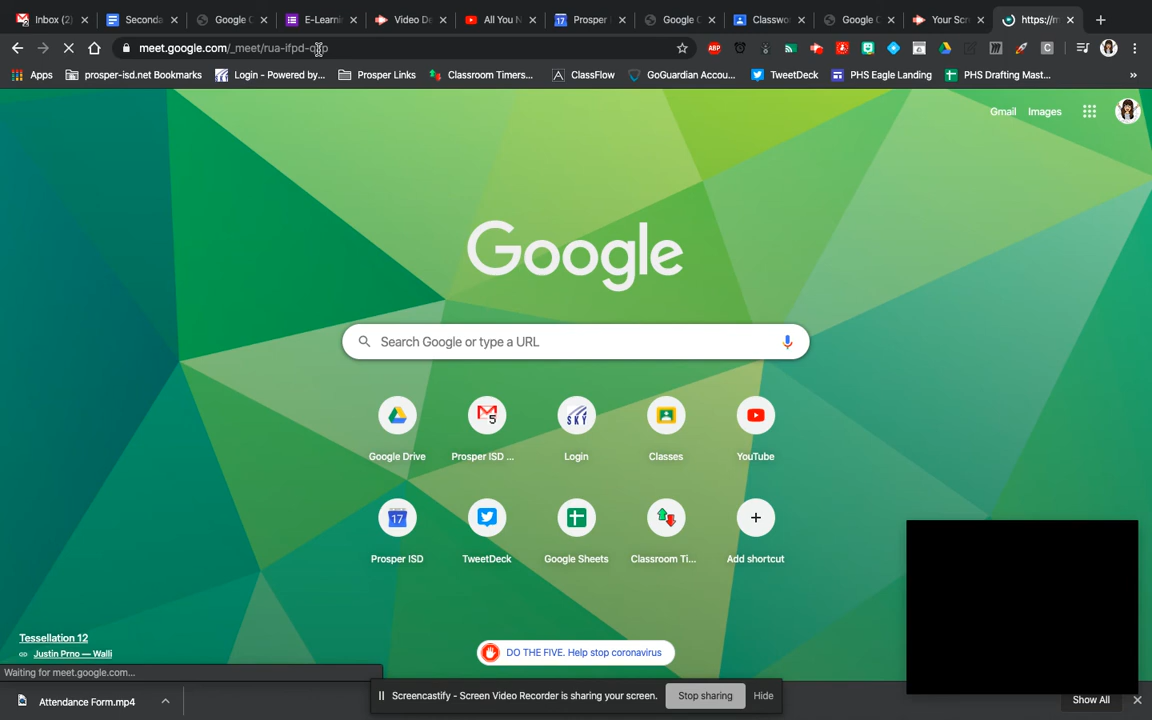 Inbox (2)
Seconda
Google C
E-Learni
Video De
All You N
Prosper I
Google C
Classwo
Google C
Your Scr
https://m
meet.google.com/_meet/rua-ifpd-
ABP
Apps
prosper-isd.net Bookmarks
Login - Powered by...
Prosper Links
Classroom Timers...
ClassFlow
GoGuardian Accou...
TweetDeck
PHS Eagle Landing
PHS Drafting Mast...
»
Gmail
Images
Google
Search Google or type a URL
Google Drive
Prosper ISD ...
Login
Classes
YouTube
Prosper ISD
TweetDeck
Google Sheets
Classroom Ti...
Add shortcut
Tessellation 12
Justin Prno — Walli
DO THE FIVE. Help stop coronavirus
Waiting for meet.google.com...
Attendance Form.mp4
Screencastify - Screen Video Recorder is sharing your screen.
Stop sharing
Hide
Show All